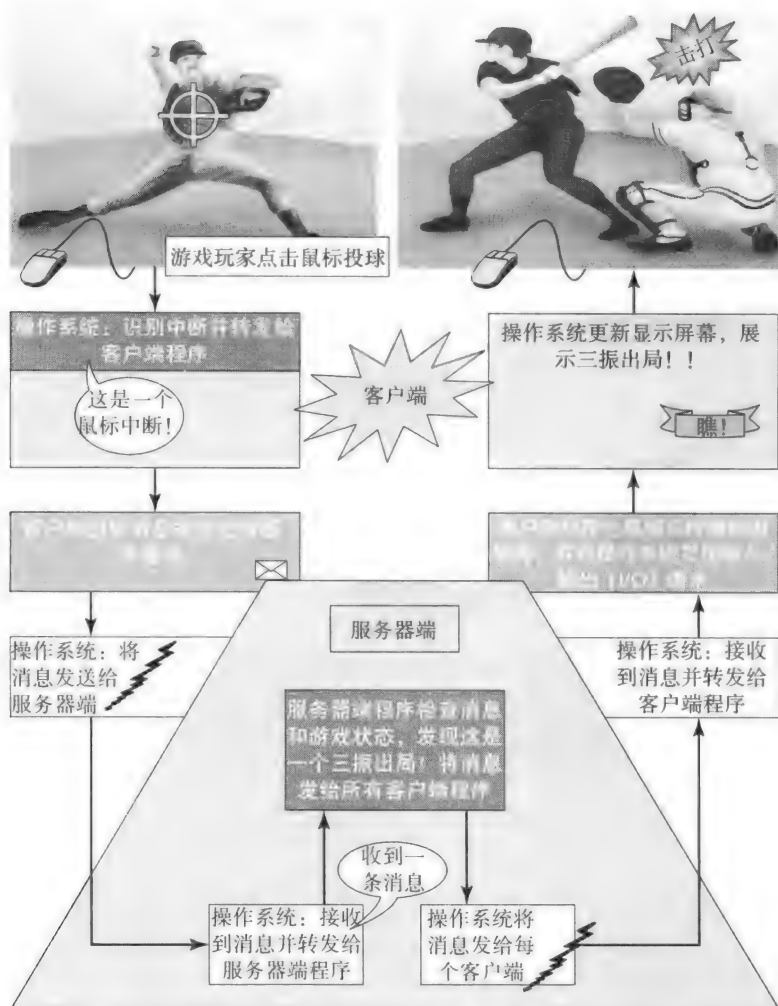 击打
游戏玩家点击鼠标投球
操作系统：识别中断并转发给
客户端程序
这是一个
鼠标中断！
客户端
操作系统更新显示屏幕，展
示三振出局！！
瞧！
输出（I/O）
服务器端
操作系统：将
消息发送给
服务器端
操作系统：接收
到消息并转发给
客户端程序
服务器端程序检查消息
和游戏状态，发现这是
一个三振出局！将消息
发给所有客户端程序
收到一
条消息
操作系统：接收
到消息并转发给
服务器端程序
操作系统将
消息发给每
个客户端